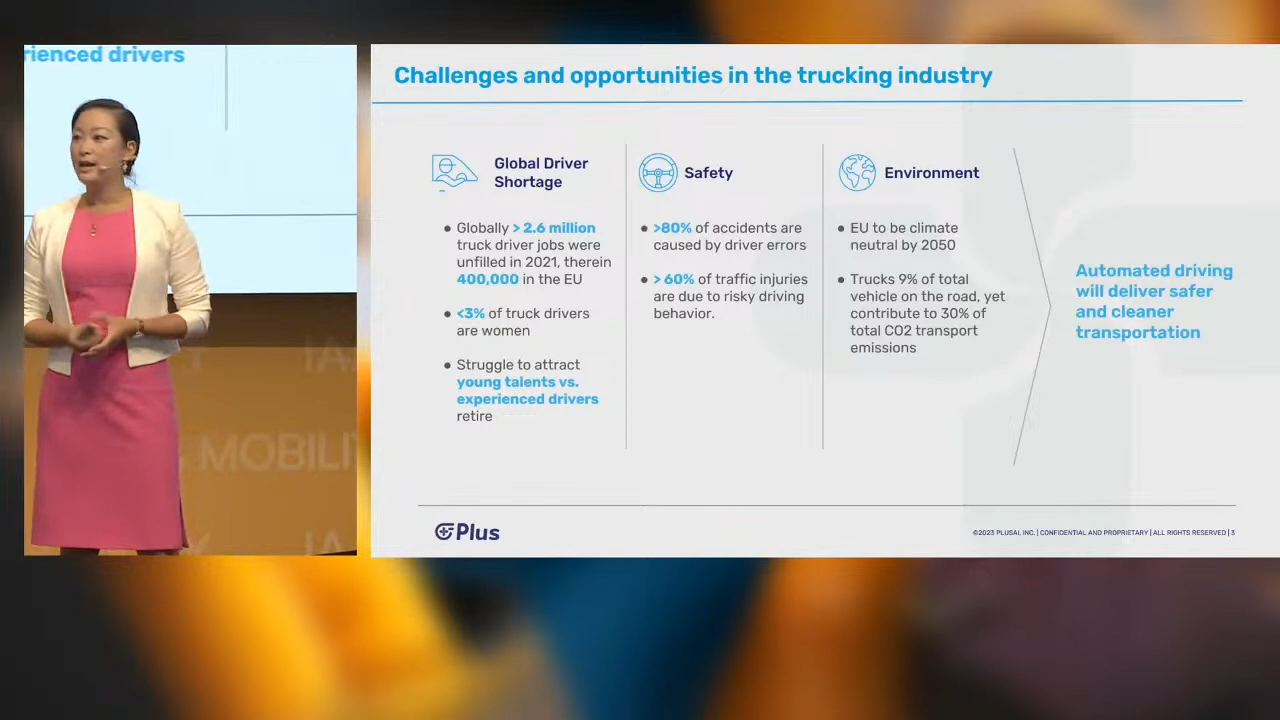 rienced drivers
MOBILI
IA
Challenges and opportunities in the trucking industry
Global Driver
Shortage
● Globally > 2.6 million
truck driver jobs were
unfilled in 2021, therein
400,000 in the EU
● <3% of truck drivers
are women
● Struggle to attract
young talents vs.
experienced drivers
retire
Safety
● >80% of accidents are
caused by driver errors
● > 60% of traffic injuries
are due to risky driving
behavior.
Environment
● EU to be climate
neutral by 2050
● Trucks 9% of total
vehicle on the road, yet
contribute to 30% of
total CO2 transport
emissions
Automated driving
will deliver safer
and cleaner
transportation
Plus
©2023 PLUSAI, INC. | CONFIDENTIAL AND PROPRIETARY | ALL RIGHTS RESERVED | 3